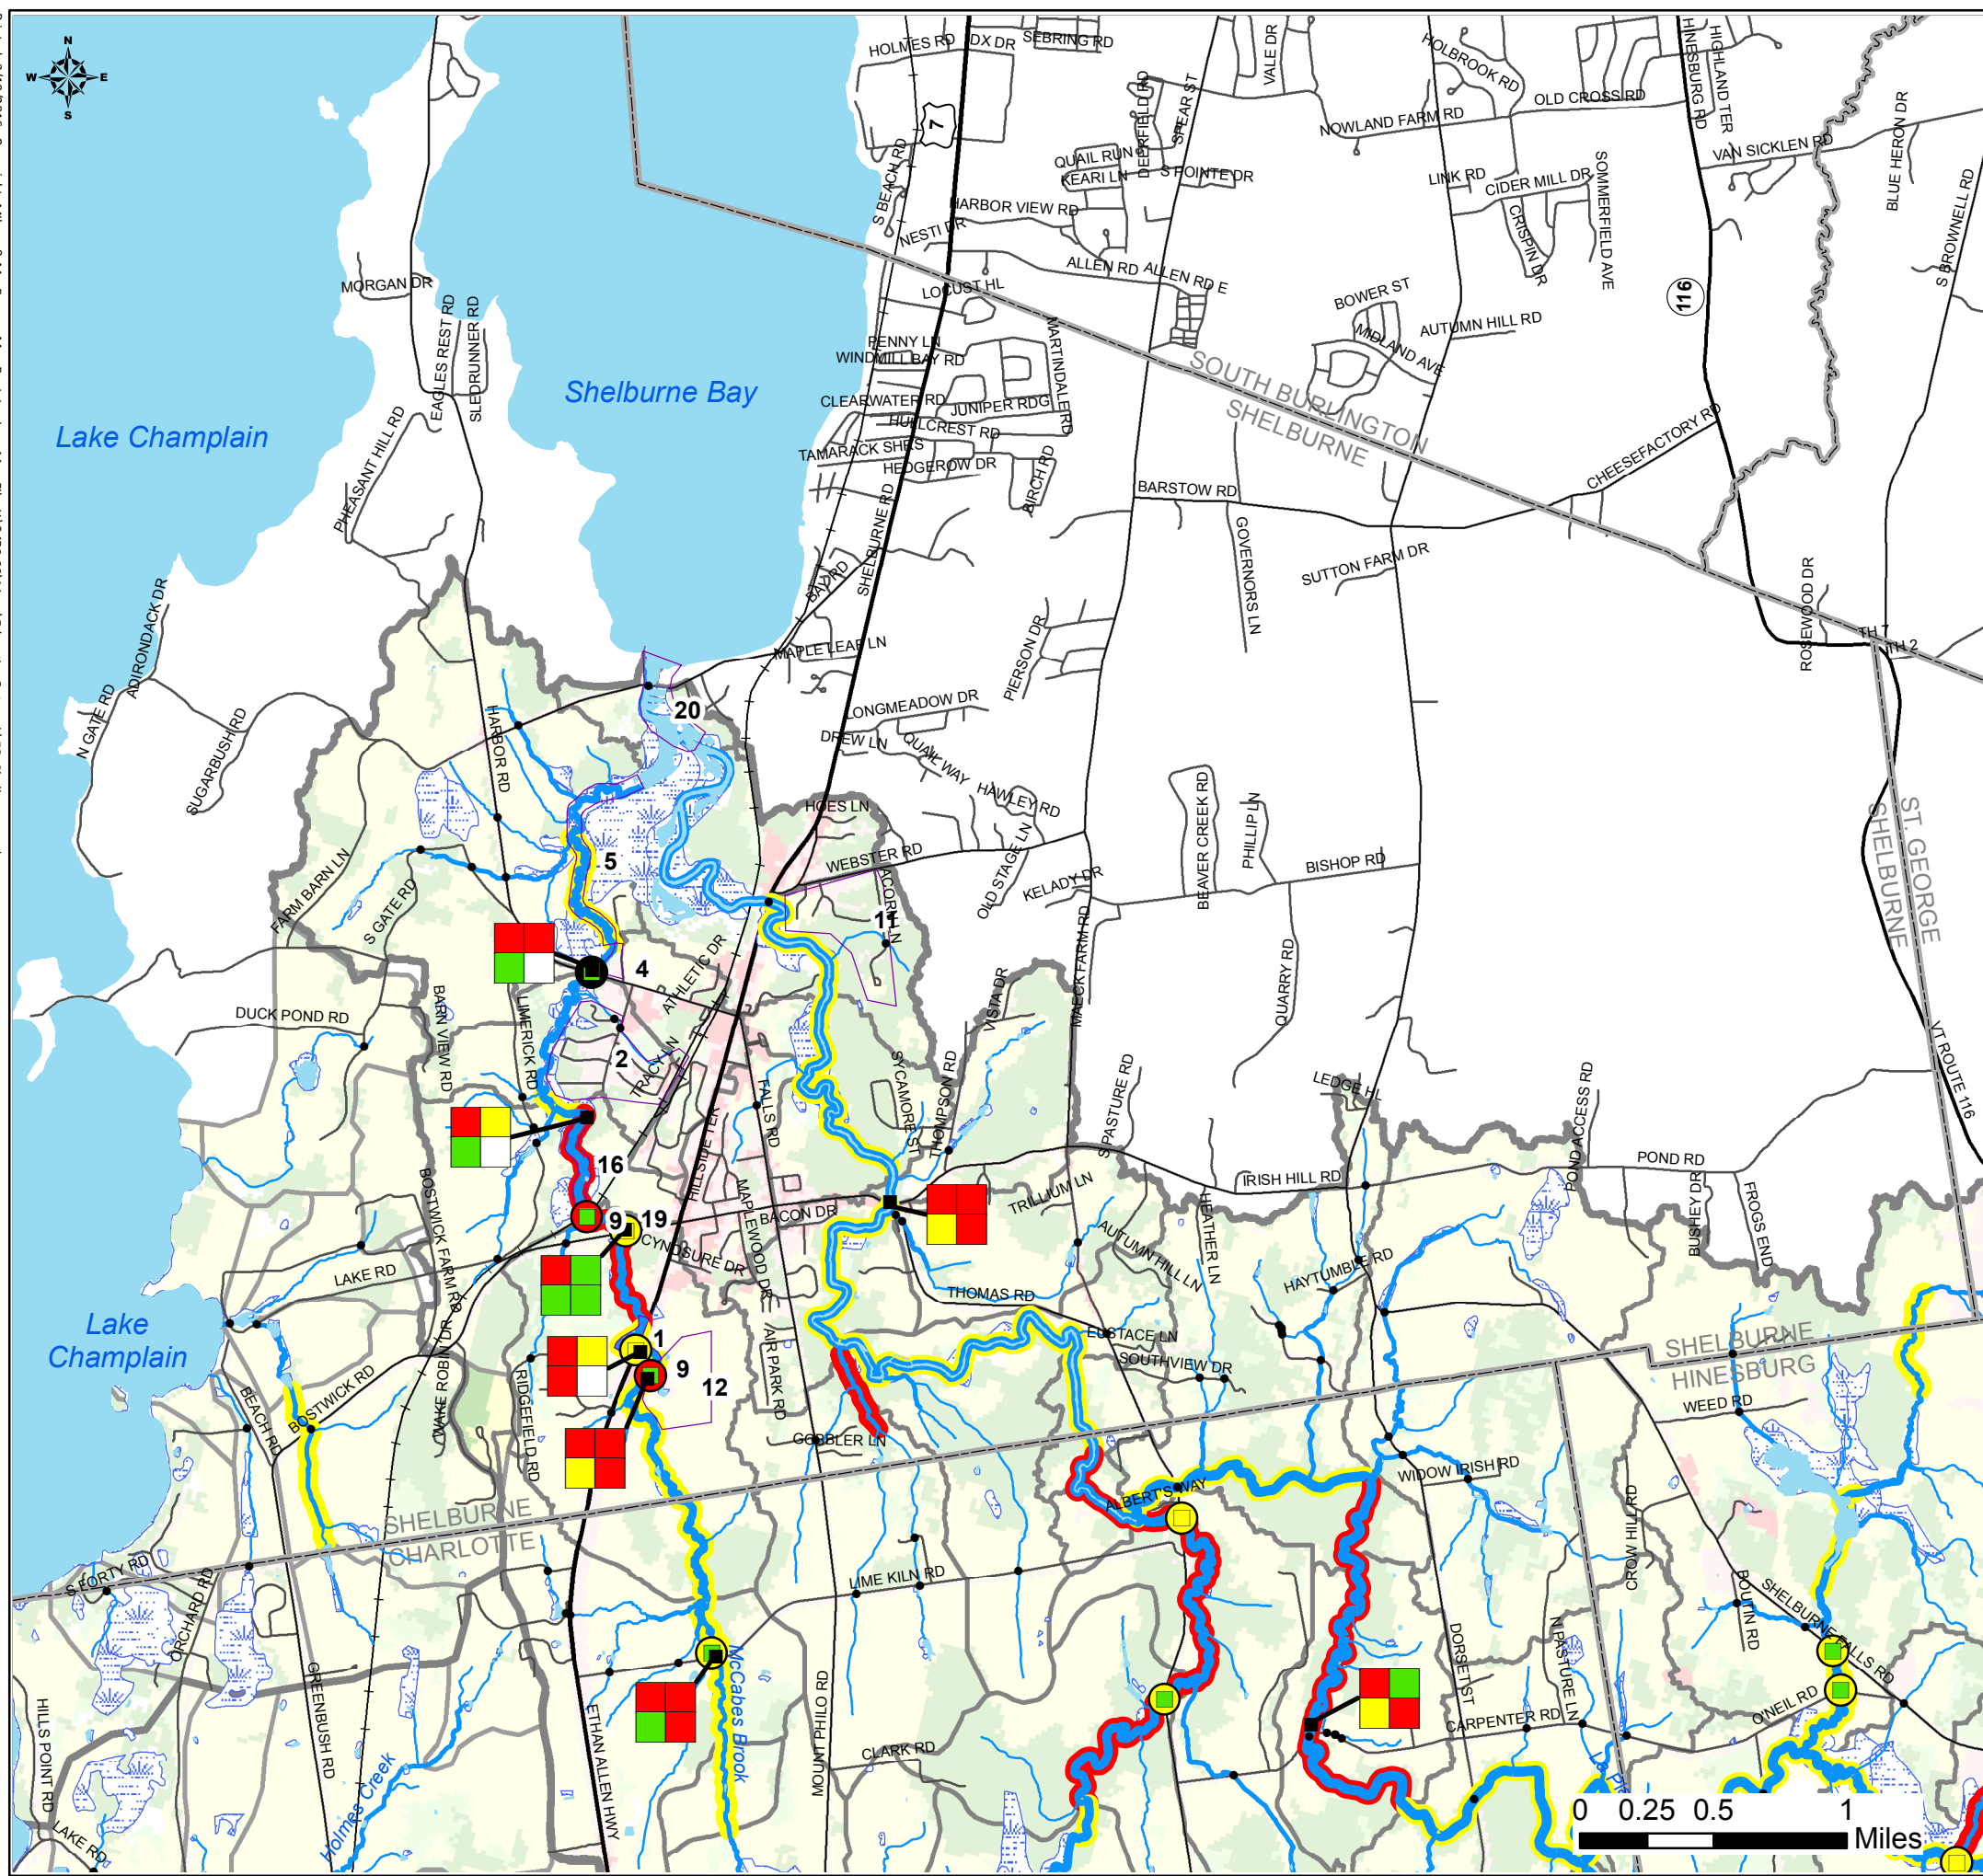 N
W E
S
HOLMES RD
DX DR
SEBRING RD
VALE DR
HOLBROOK RD
HINESBURG RD
HIGHLAND TER
OLD CROSS RD
NOWLAND FARM RD
VAN SICKLEN RD
BLUE HERON DR
7
DEERFIELD RD
SPEAR ST
QUAIL RUN
KEARI LN
S POINTE DR
LINK RD
CIDER MILL DR
SOMMERFIELD AVE
CRISPIN DR
S BROWNELL RD
S BEACH RD
HARBOR VIEW RD
NESTI DR
ALLEN RD
ALLEN RD E
LOCUST HL
BOWER ST
116
AUTUMN HILL RD
MIDLAND AVE
MORGAN DR
EAGLES REST RD
SLEDRUNNER RD
PENNY LN
WINDMILL BAY RD
MARTINDALE RD
SOUTH BURLINGTON
SHELBURNE
Shelburne Bay
Lake Champlain
CLEARWATER RD
JUNIPER RDG
HULLCREST RD
TAMARACK SHRS
HEDGEROW DR
BIRCH RD
PHEASANT HILL RD
CHEESEFACTORY RD
BARSTOW RD
GOVERNORS LN
SUTTON FARM DR
SHELBURNE RD
BAY RD
ADIRONDACK DR
N GATE RD
SUGARBUSH RD
MAPLE LEAF LN
PIERSON DR
ROSEWOOD DR
TH 7
TH 2
HARBOR RD
20
LONGMEADOW DR
DREW LN
QUAIL WAY
HAWLEY RD
HOES LN
WEBSTER RD
OLD STAGE LN
KELADY DR
BEAVER CREEK RD
PHILLIP LN
BISHOP RD
ST. GEORGE
SHELBURNE
5
FARM BARN LN
S GATE RD
ACORN LN
11
4
ATHLETIC DR
MAECK FARM RD
QUARRY RD
VISTA DR
DUCK POND RD
BARN VIEW RD
LIMERICK RD
2
TRACY LN
SYCAMORE ST
THOMPSON RD
FALLS RD
S PASTURE RD
LEDGE HL
POND ACCESS RD
VT ROUTE 116
HILLSIDE TER
16
BOSTWICK FARM RD
MAPLEWOOD DR
BACON DR
TRILLIUM LN
IRISH HILL RD
POND RD
BUSHEY DR
FROGS END
9
19
CYNOSURE DR
HEATHER LN
AUTUMN HILL LN
HAYTUMBLE RD
LAKE RD
THOMAS RD
Lake
Champlain
1
9
12
AIR PARK RD
EUSTACE LN
SOUTHVIEW DR
SHELBURNE
HINESBURG
WEED RD
WAKE ROBIN DR
RIDGEFIELD RD
BEACH RD
BOSTWICK RD
GOBBLER LN
WIDOW IRISH RD
ALBERT'S WAY
SHELBURNE
CHARLOTTE
CROW HILL RD
S FORTY RD
ORCHARD RD
LIME KILN RD
BOUTIN RD
SHELBURNE FALLS RD
N PASTURE LN
DORSET ST
GREENBUSH RD
McCabes Brook
MOUNT PHILO RD
ETHAN ALLEN HWY
HILLS POINT RD
CLARK RD
CARPENTER RD
O'NEIL RD
Holmes Creek
LAKE RD
0 0.25 0.5 1
Miles